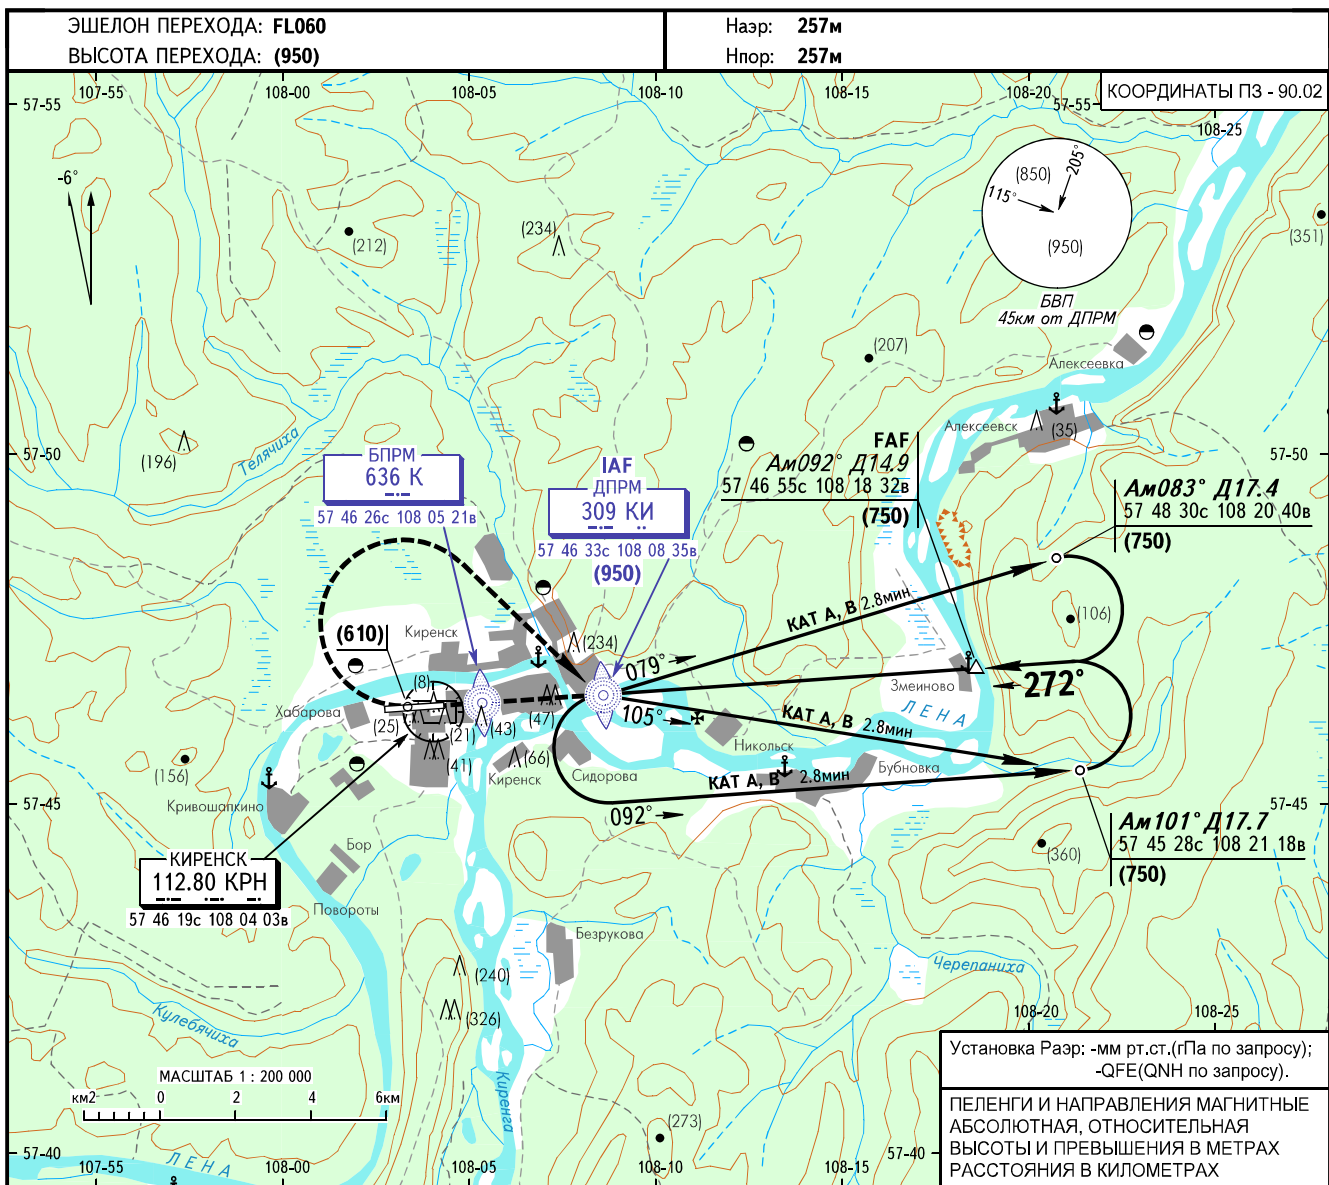 ЭШЕЛОН ПЕРЕХОДА: FL060
ВЫСОТА ПЕРЕХОДА: (950)
Наэр: 257м
Нпор: 257м
КООРДИНАТЫ ПЗ - 90.02
107-55
108-00
108-05
108-10
108-15
108-20
108-25
57-55
57-55
-6°
(850)
205°
115°
(950)
БВП
45км от ДПРМ
(212)
(234)
(351)
(207)
Алексеевка
Алексеевск
(35)
57-50
57-50
(196)
Телячиха
БПРМ
636 К
57 46 26с 108 05 21в
IAF
ДПРМ
309 КИ
57 46 33с 108 08 35в
(950)
FAF
Ам092° Д14.9
57 46 55с 108 18 32в
(750)
Ам083° Д17.4
57 48 30с 108 20 40в
(750)
(106)
КАТ А, В 2.8мин
079°
(610)
Киренск
(234)
Змеиново
272°
ЛЕНА
Хабарова
(8)
(25)
(21)
(43)
(47)
(41)
105°
КАТ А, В 2.8мин
Никольск
Киренск
(66)
Сидорова
Бубновка
КАТ А, В 2.8мин
092°
(156)
Кривошапкино
57-45
57-45
Ам101° Д17.7
57 45 28с 108 21 18в
(750)
(360)
КИРЕНСК
112.80 КРН
57 46 19с 108 04 03в
Бор
Повороты
Безрукова
(240)
(326)
Черепаниха
Кулебячиха
Киренга
108-20
108-25
МАСШТАБ 1 : 200 000
км2 0 2 4 6км
(273)
Установка Раэр: -мм рт.ст.(гПа по запросу);
-QFE(QNH по запросу).
ПЕЛЕНГИ И НАПРАВЛЕНИЯ МАГНИТНЫЕ
АБСОЛЮТНАЯ, ОТНОСИТЕЛЬНАЯ
ВЫСОТЫ И ПРЕВЫШЕНИЯ В МЕТРАХ
РАССТОЯНИЯ В КИЛОМЕТРАХ
57-40
57-40
ЛЕНА
107-55
108-00
108-05
108-10
108-15